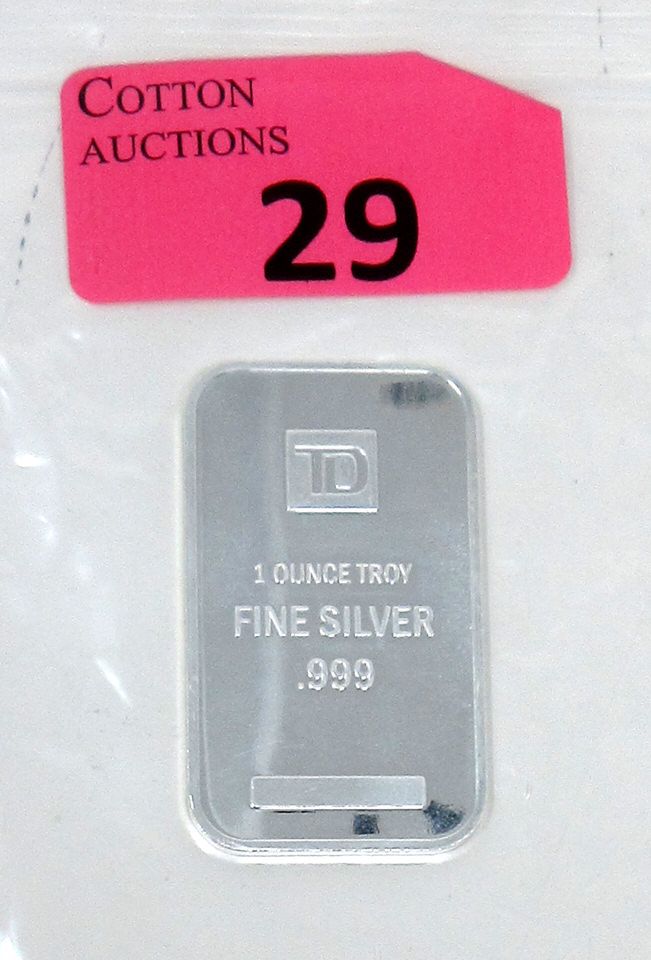 COTTON
AUCTIONS
29
TD
1 OUNCE TROY
FINE SILVER
.999